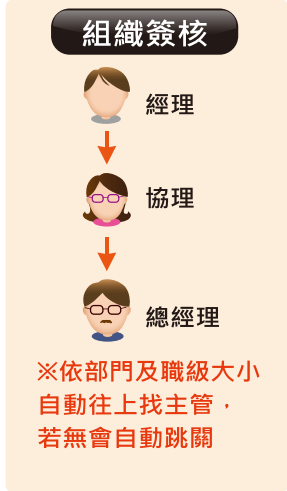 組織簽核
經理
協理
總經理
※依部門及職級大小
自動往上找主管，
若無會自動跳關